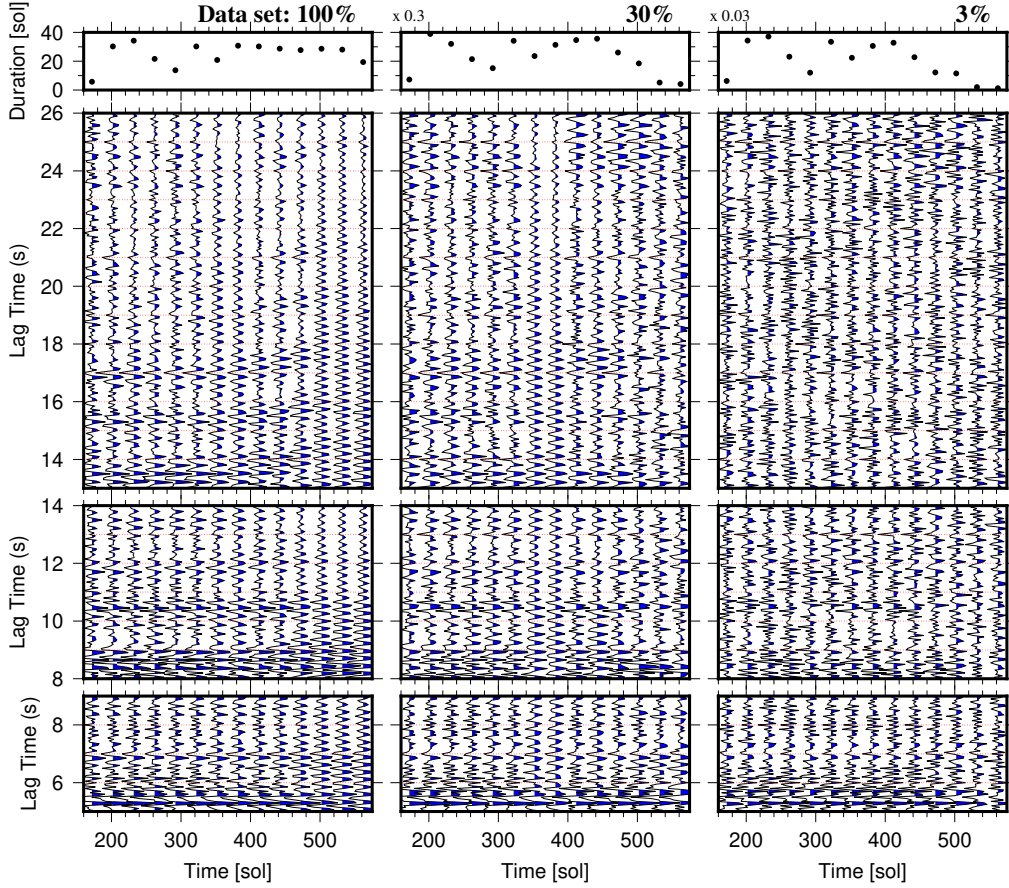 Data set: 100% x 0.3 30% x 0.03 3%
Duration [sol]
40
20
0
Lag Time (s)
26
24
22
20
18
16
14
Lag Time (s)
14
12
10
8
Lag Time (s)
8
6
200 300 400 500 200 300 400 500 200 300 400 500
Time [sol] Time [sol] Time [sol]